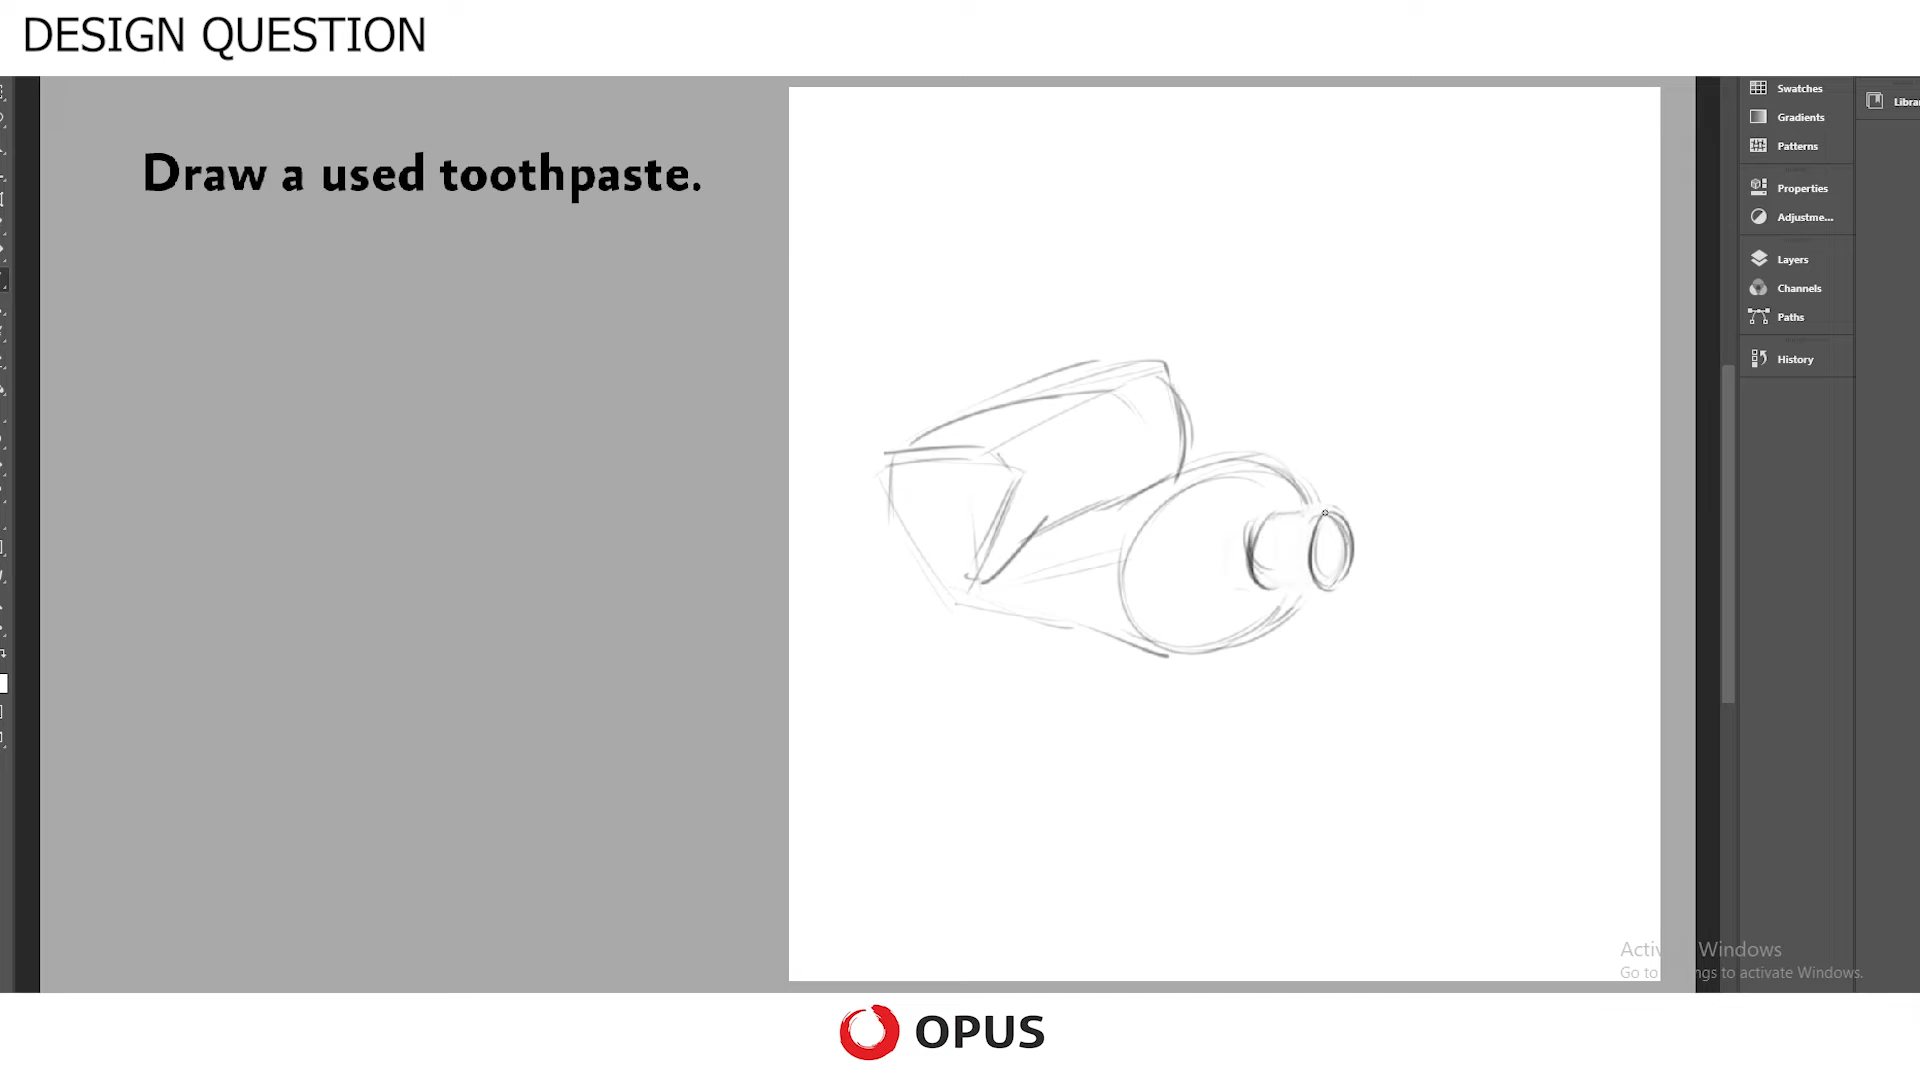 DESIGN QUESTION
Draw a used toothpaste.
Swatches
Gradients
Patterns
Properties
Adjustme...
Layers
Channels
Paths
History
Windows
to activate Windows.
OPUS